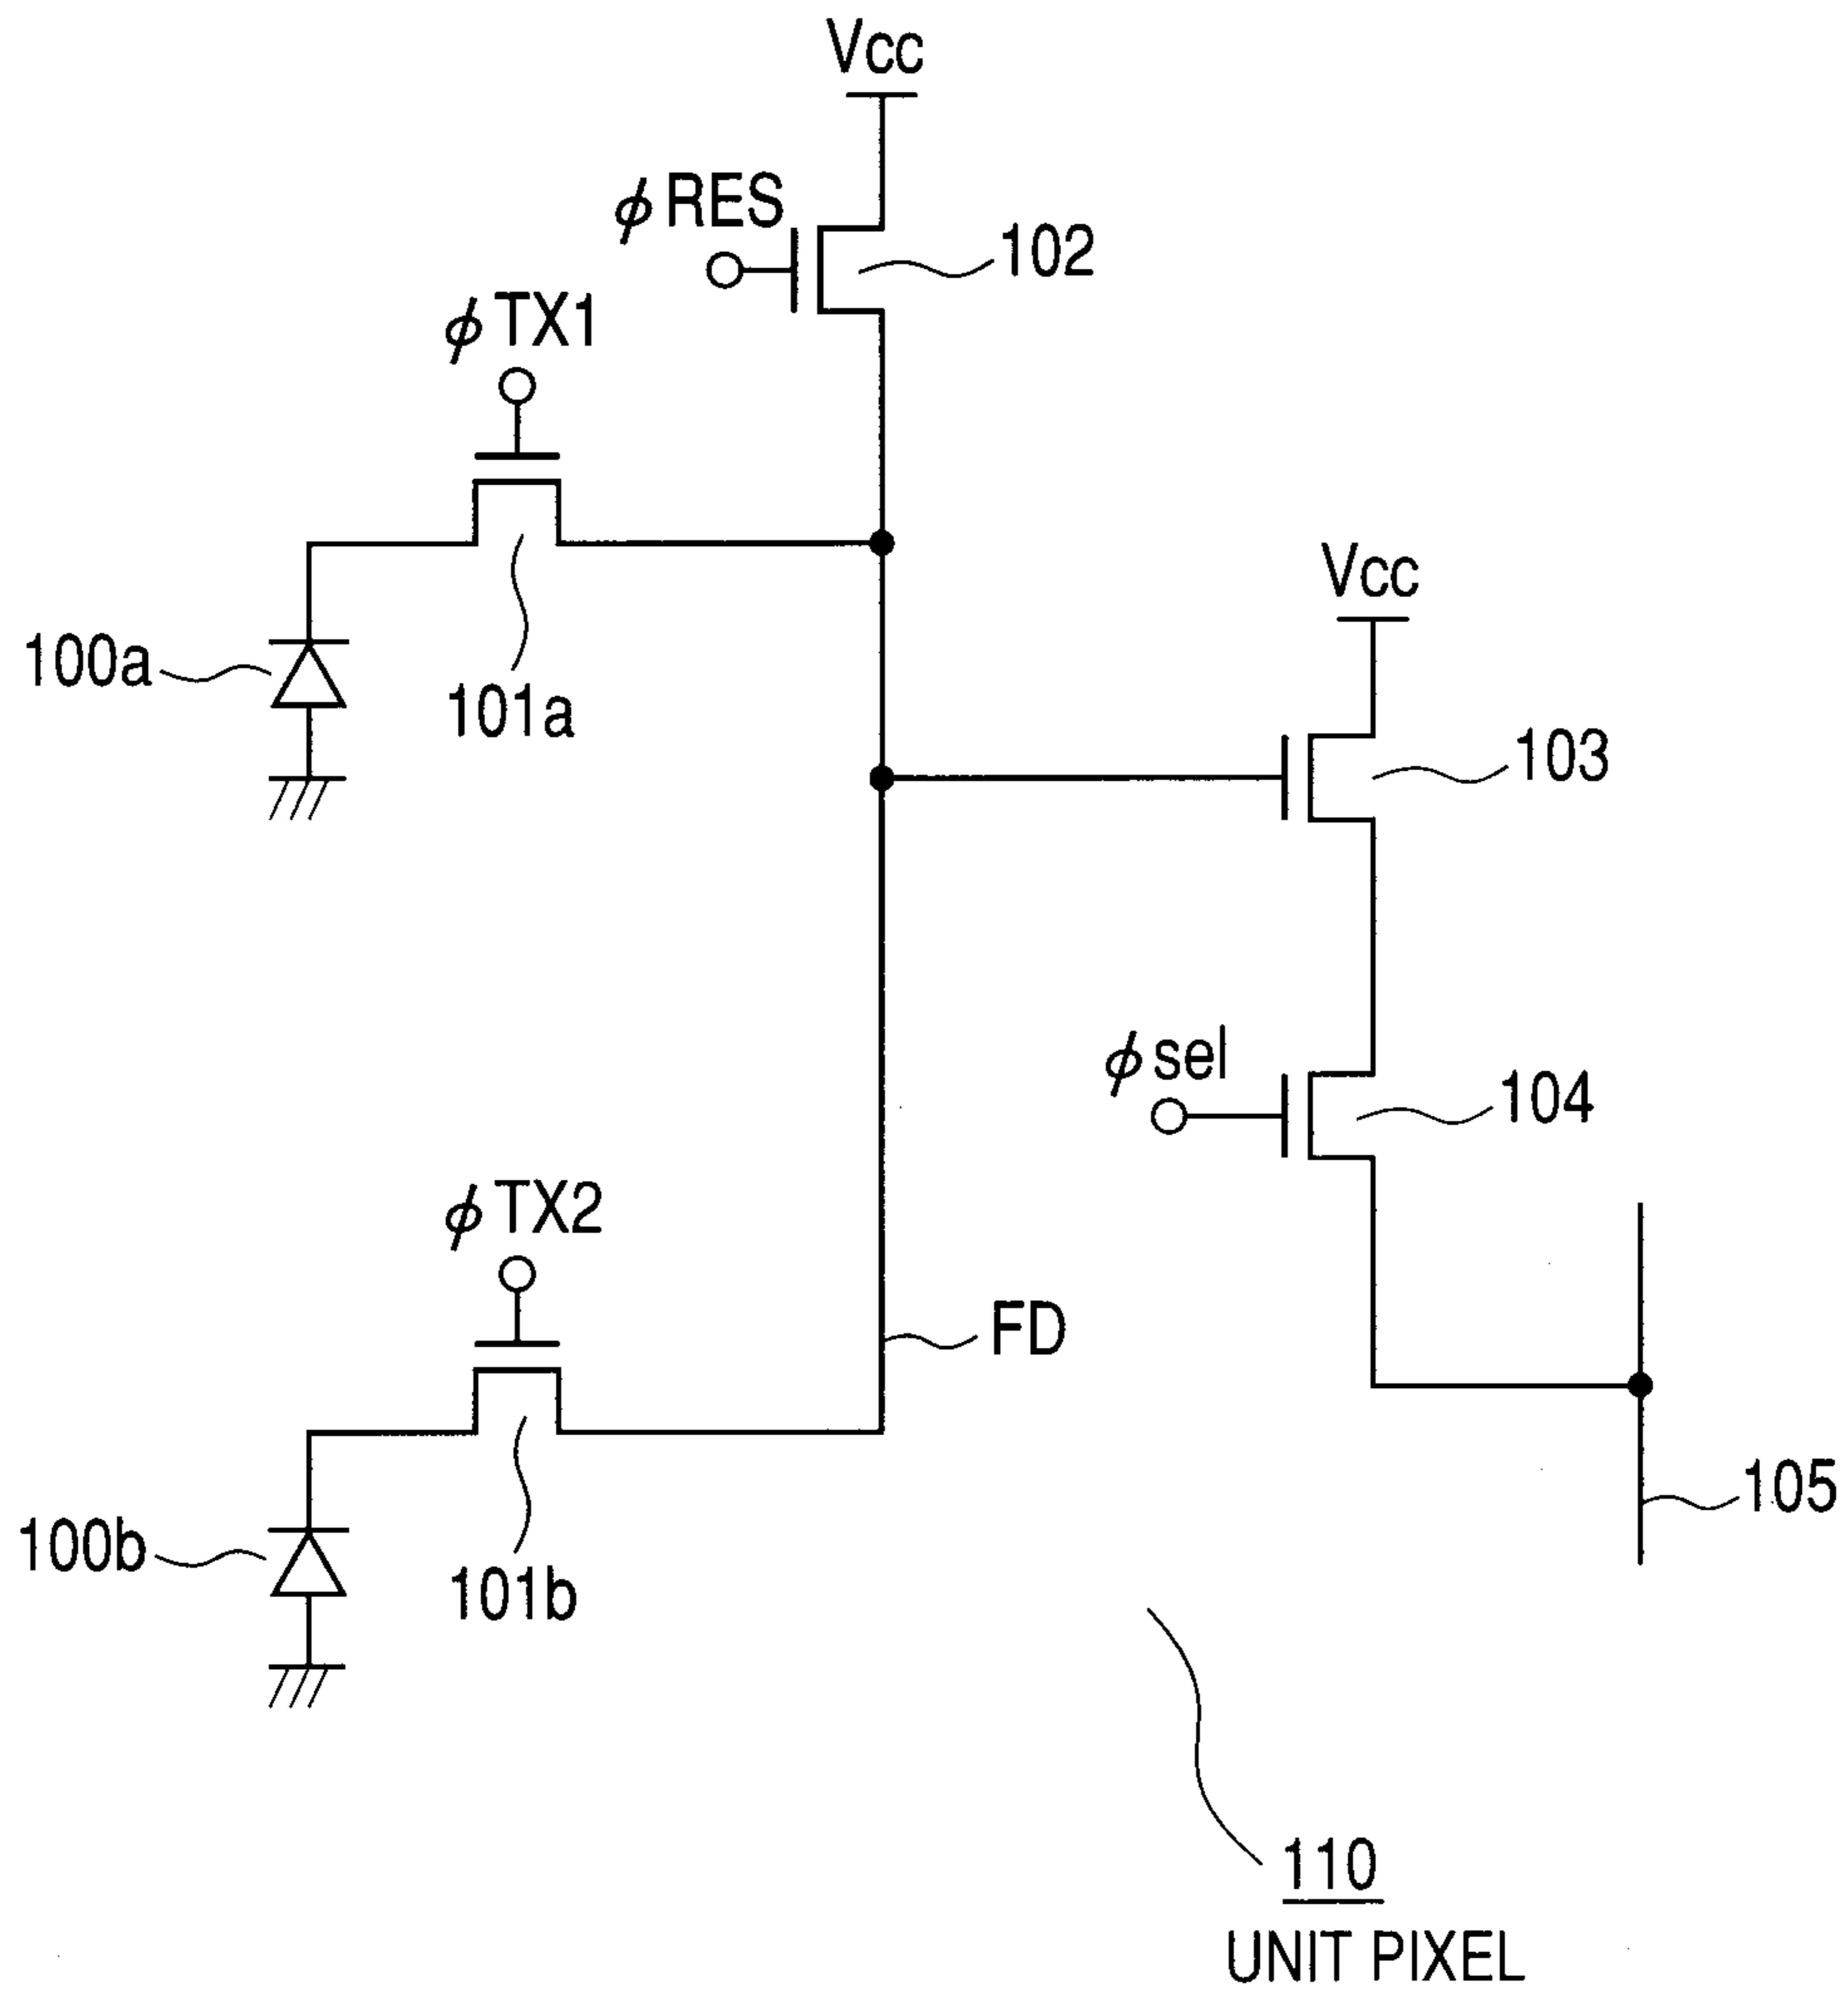 Vcc
ϕRES
102
ϕTX1
Vcc
100a
101a
103
ϕsel
104
ϕTX2
FD
105
100b
101b
110
UNIT PIXEL